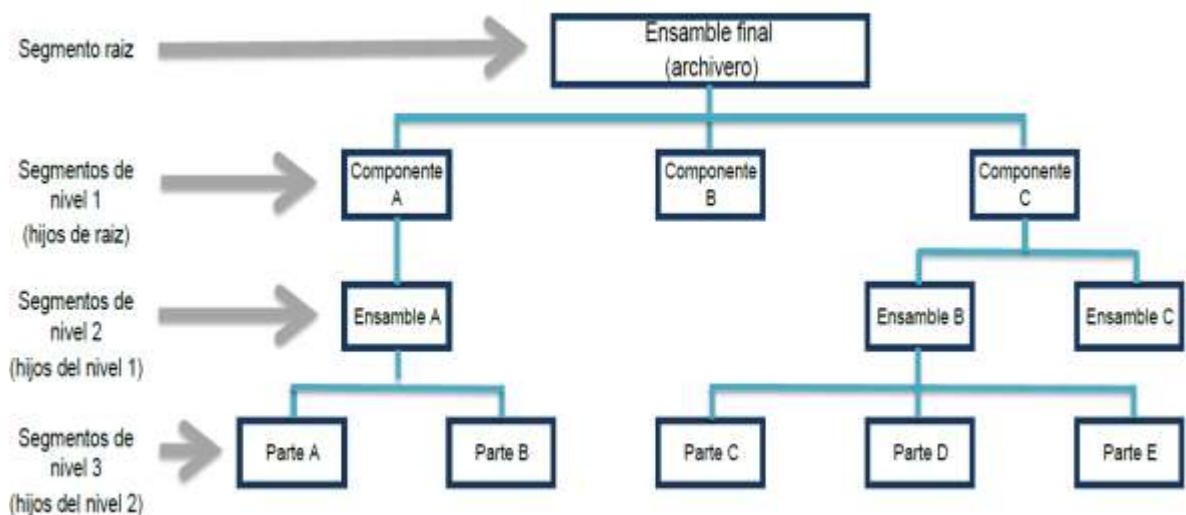 Segmento raiz
Ensamble final
(archivero)
Segmentos de
nivel 1
(hijos de raiz)
Componente
A
Componente
B
Componente
C
Segmentos de
nivel 2
(hijos del nivel 1)
Ensamble A
Ensamble B
Ensamble C
Segmentos de
nivel 3
(hijos del nivel 2)
Parte A
Parte B
Parte C
Parte D
Parte E